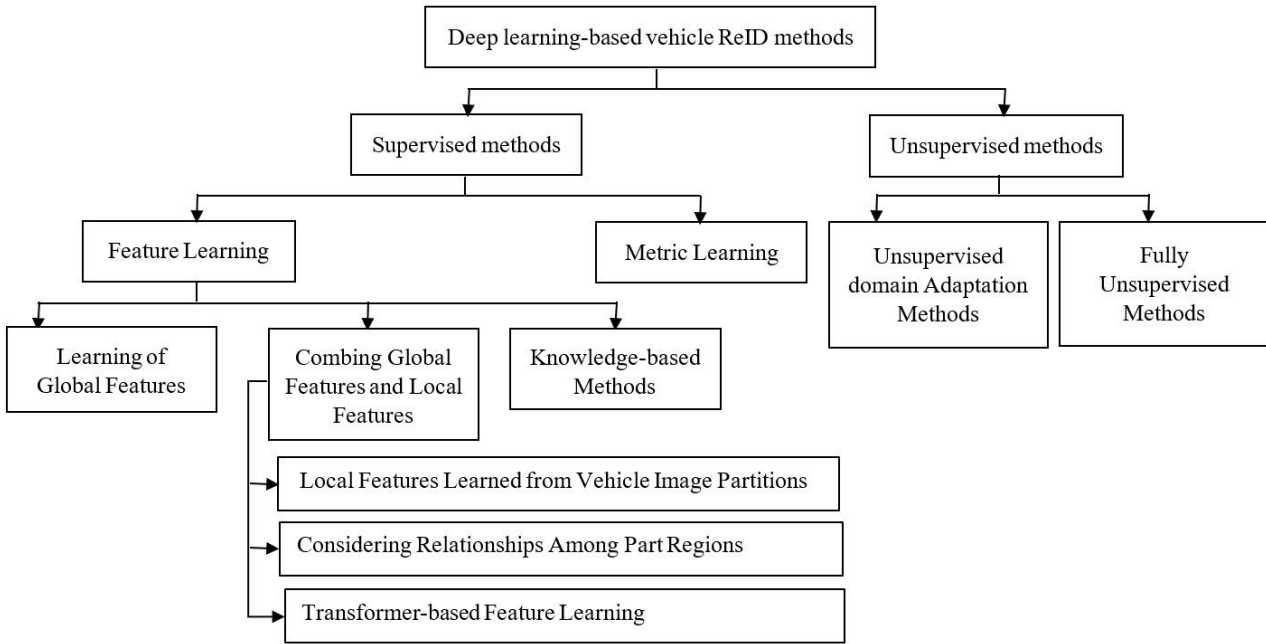 Deep learning-based vehicle ReID methods
Supervised methods
Unsupervised methods
Feature Learning
Metric Learning
Unsupervised
domain Adaptation
Methods
Fully
Unsupervised
Methods
Learning of
Global Features
Combing Global
Features and Local
Features
Knowledge-based
Methods
Local Features Learned from Vehicle Image Partitions
Considering Relationships Among Part Regions
Transformer-based Feature Learning